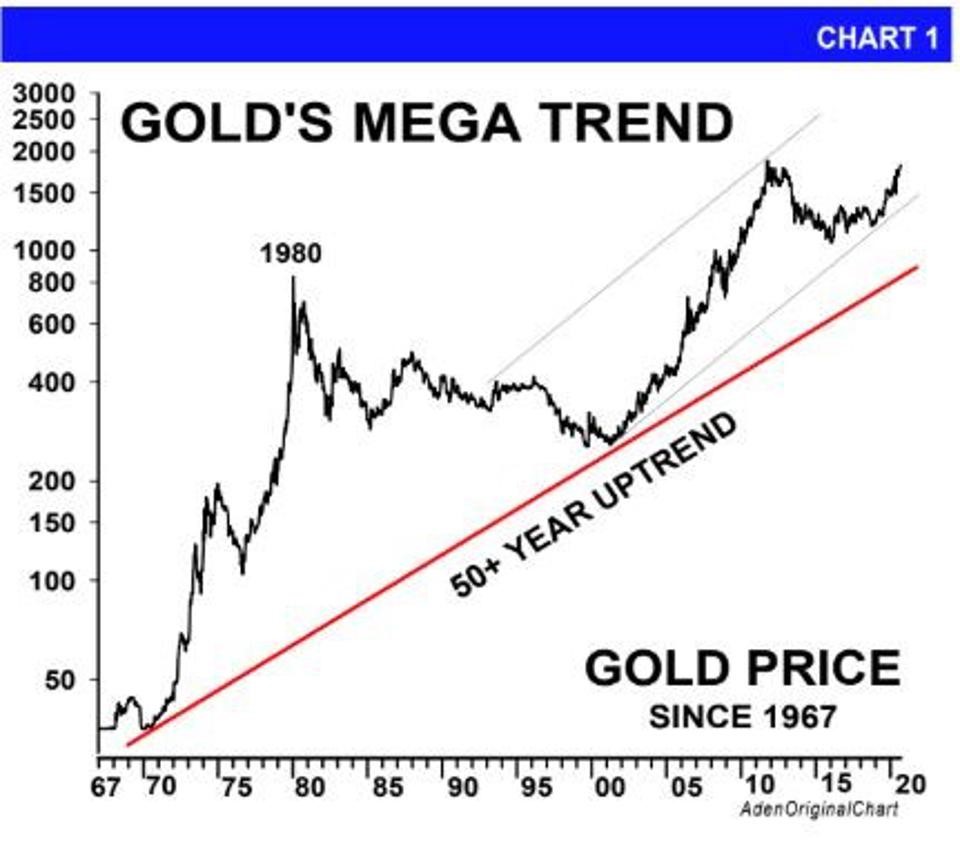 CHART 1
GOLD'S MEGA TREND
3000
2500
2000
1500
1000
800
600
400
200
150
100
50
1980
50+ YEAR UPTREND
GOLD PRICE
SINCE 1967
67 70 75 80 85 90 95 00 05 10 15 20
AdenOriginalChart